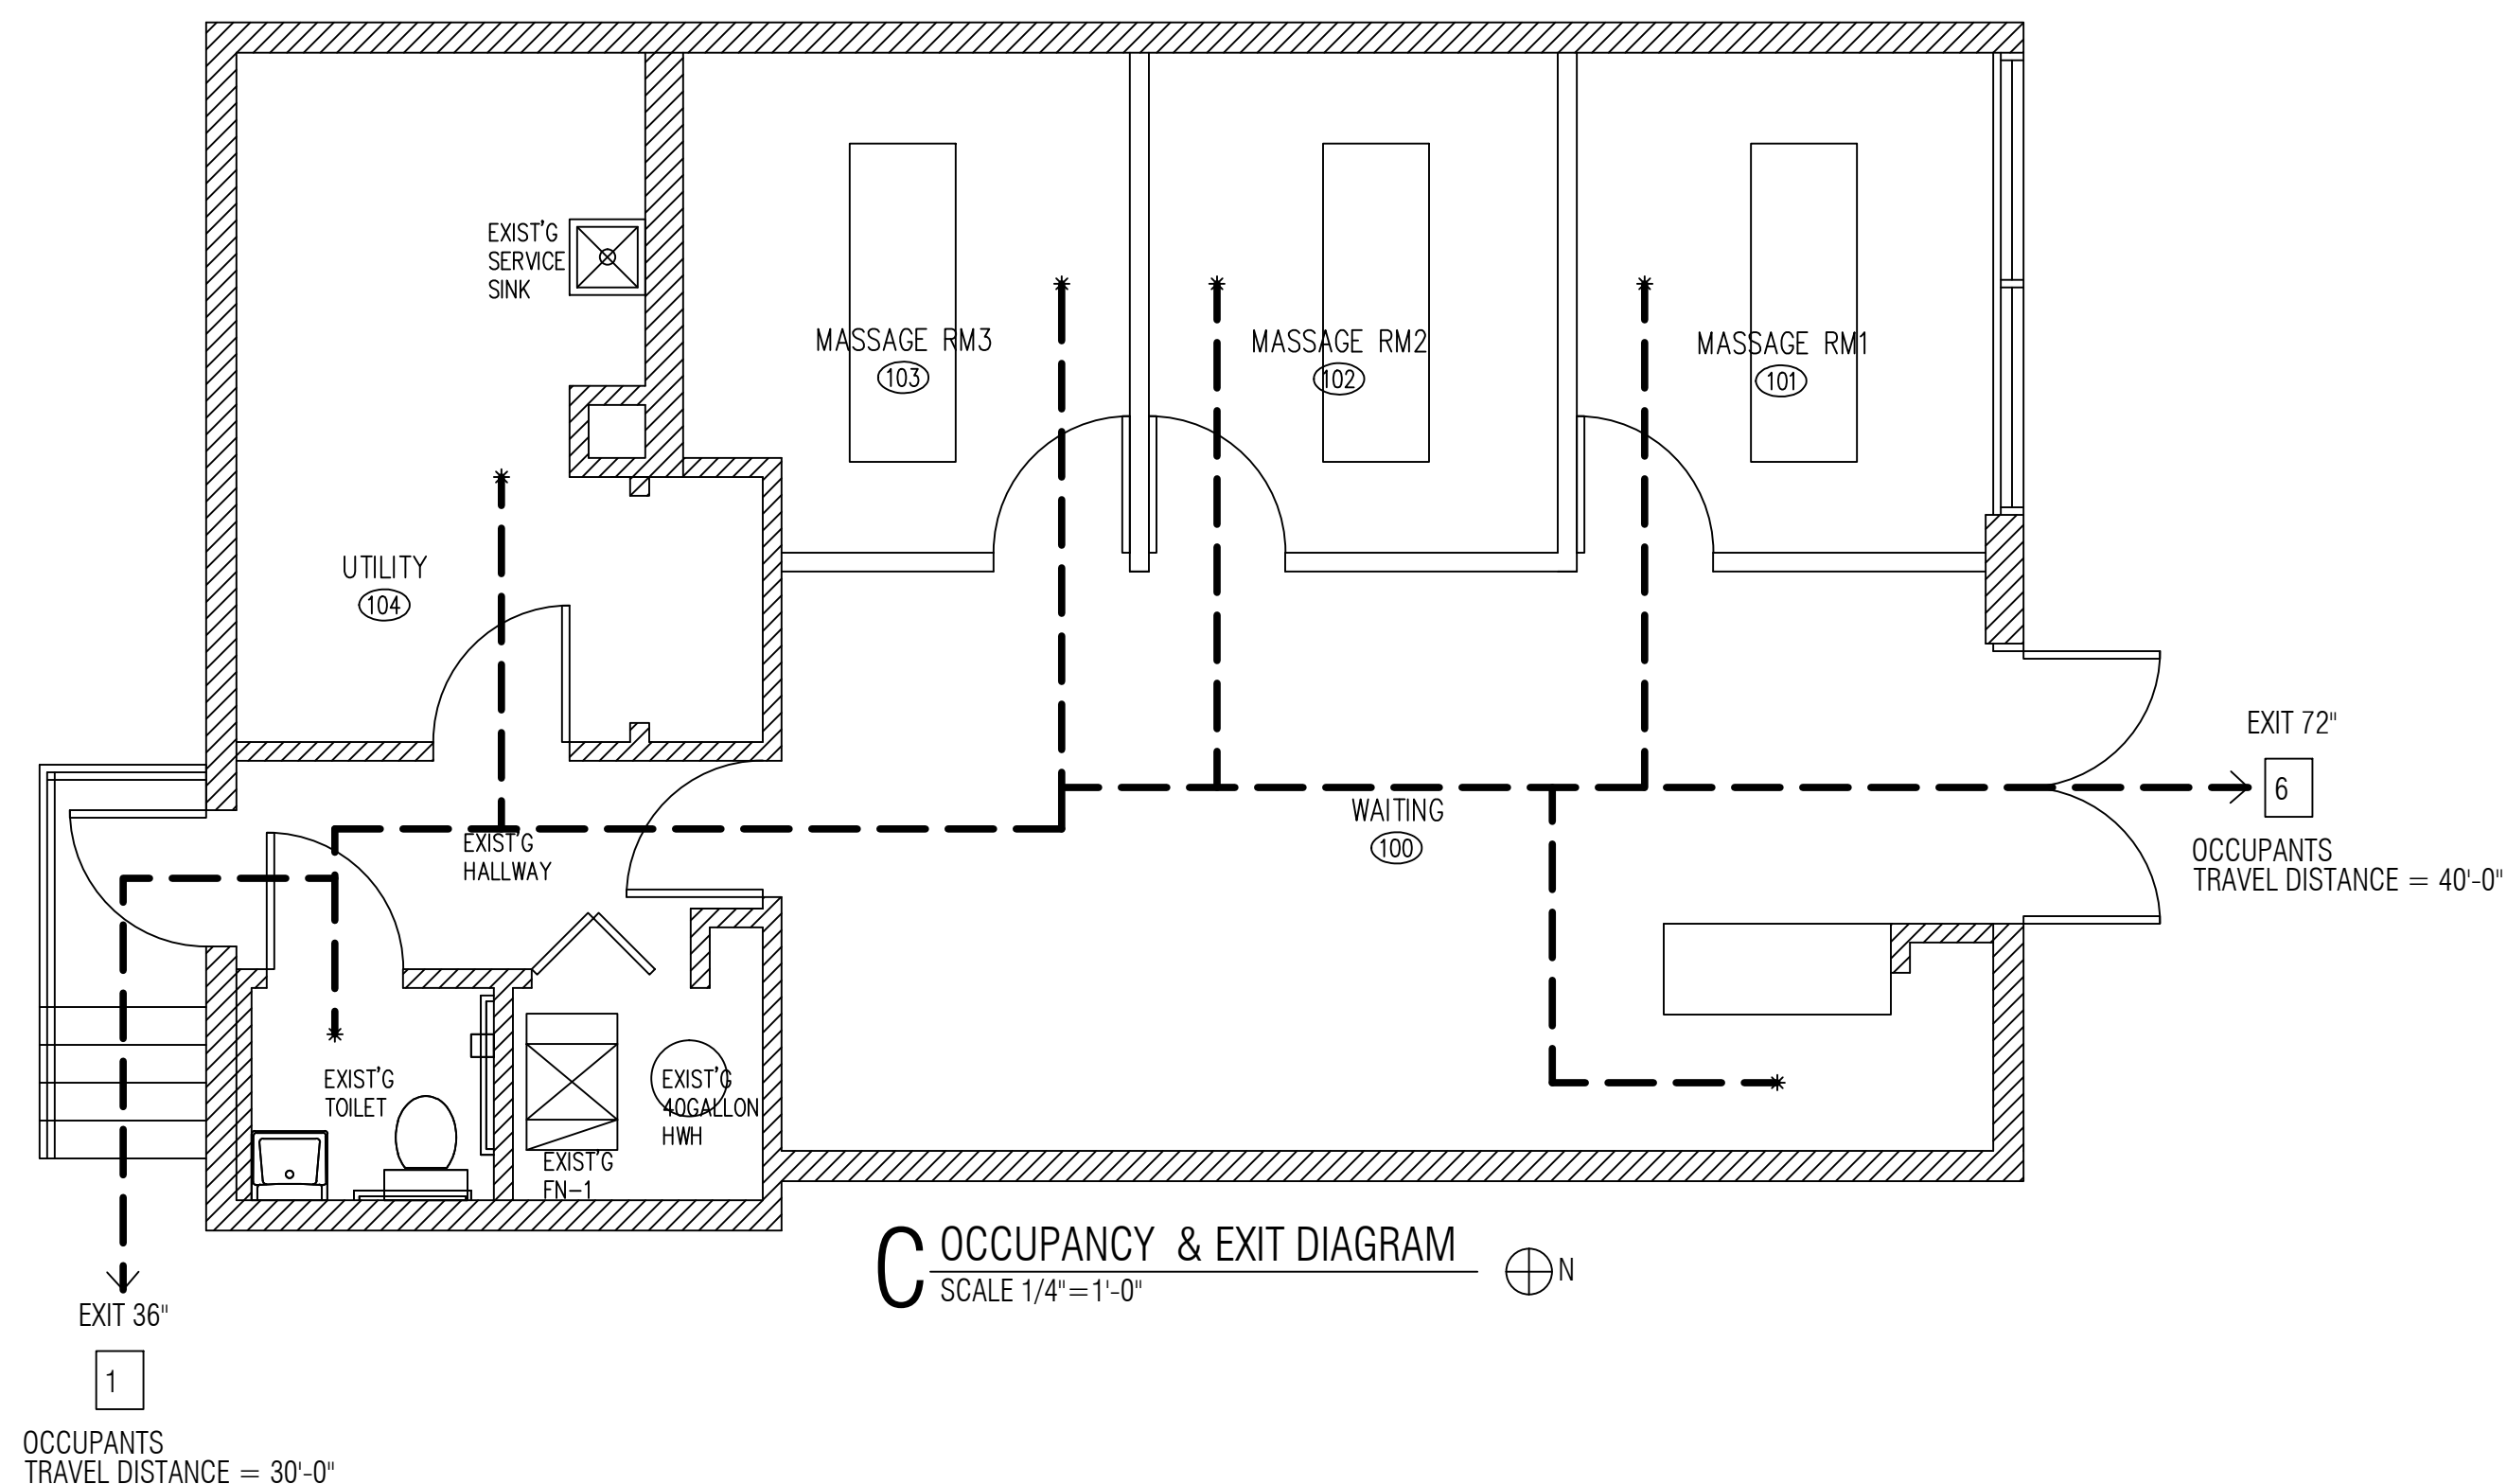 EXIST'G
SERVICE
SINK
MASSAGE RM3
103
MASSAGE RM2
102
MASSAGE RM1
101
UTILITY
104
EXIT 72"
6
OCCUPANTS
TRAVEL DISTANCE = 40'-0"
WAITING
100
EXIST'G
HALLWAY
EXIST'G
TOILET
EXIST'G
40GALLON
HWH
EXIST'G
FN-1
C OCCUPANCY & EXIT DIAGRAM
SCALE 1/4"=1'-0"
N
EXIT 36"
1
OCCUPANTS
TRAVEL DISTANCE = 30'-0"